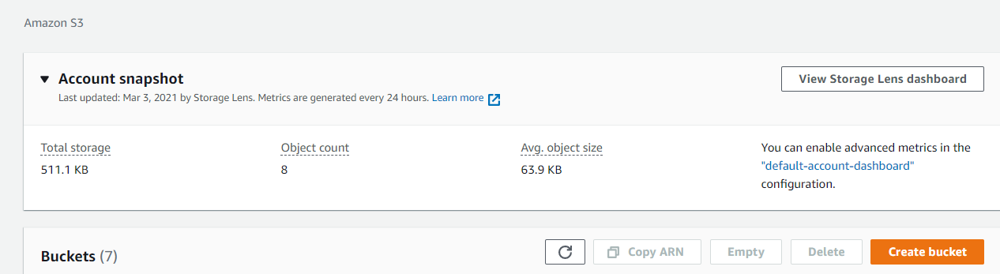 Amazon S3
Account snapshot
View Storage Lens dashboard
Last updated: Mar 3, 2021 by Storage Lens. Metrics are generated every 24 hours. Learn more
Total storage
Object count
Avg. object size
511.1 KB
8
63.9 KB
You can enable advanced metrics in the
"default-account-dashboard"
configuration.
Buckets (7)
Copy ARN
Empty
Delete
Create bucket